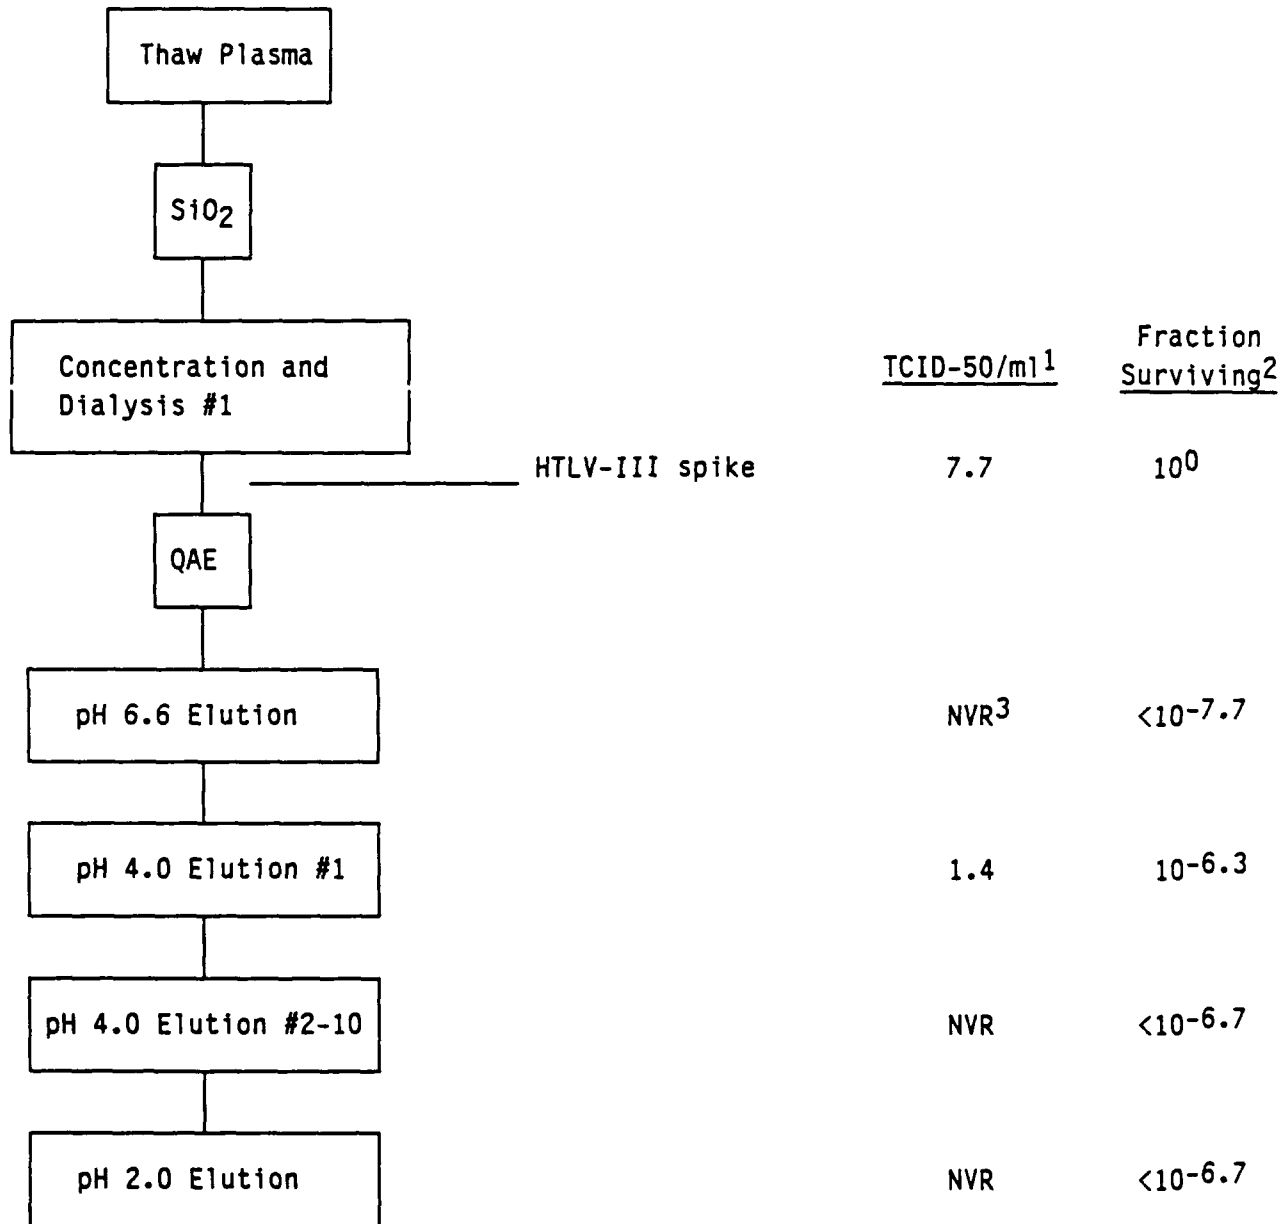 Thaw Plasma
SiO2
Concentration and
Dialysis #1
TCID-50/ml1
Fraction
Surviving2
HTLV-III spike 7.7 10^0
QAE
pH 6.6 Elution NVR3 <10^-7.7
pH 4.0 Elution #1 1.4 10^-6.3
pH 4.0 Elution #2-10 NVR <10^-6.7
pH 2.0 Elution NVR <10^-6.7